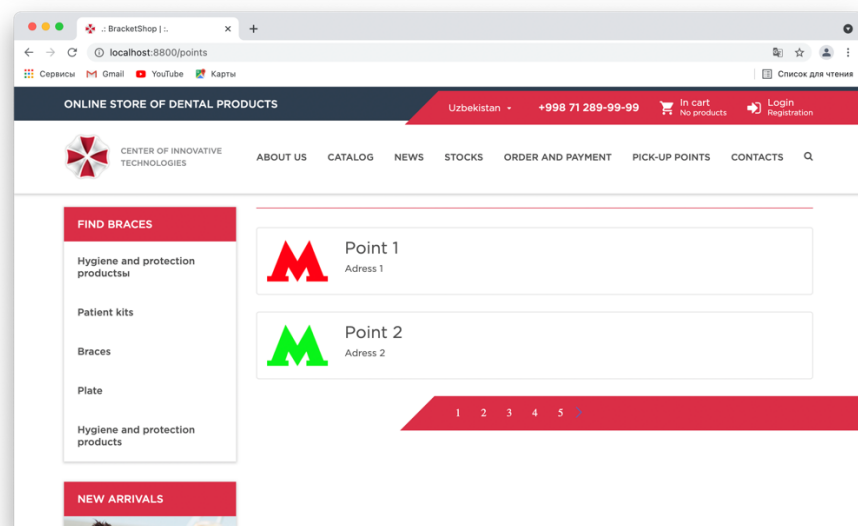 .: BracketShop | :.
localhost:8800/points
Сервисы Gmail YouTube Карты Список для чтения
ONLINE STORE OF DENTAL PRODUCTS
Uzbekistan
+998 71 289-99-99
In cart
No products
Login
Registration
CENTER OF INNOVATIVE
TECHNOLOGIES
ABOUT US CATALOG NEWS STOCKS ORDER AND PAYMENT PICK-UP POINTS CONTACTS
FIND BRACES
Hygiene and protection
productsы
Patient kits
Braces
Plate
Hygiene and protection
products
Point 1
Adress 1
Point 2
Adress 2
1 2 3 4 5
NEW ARRIVALS